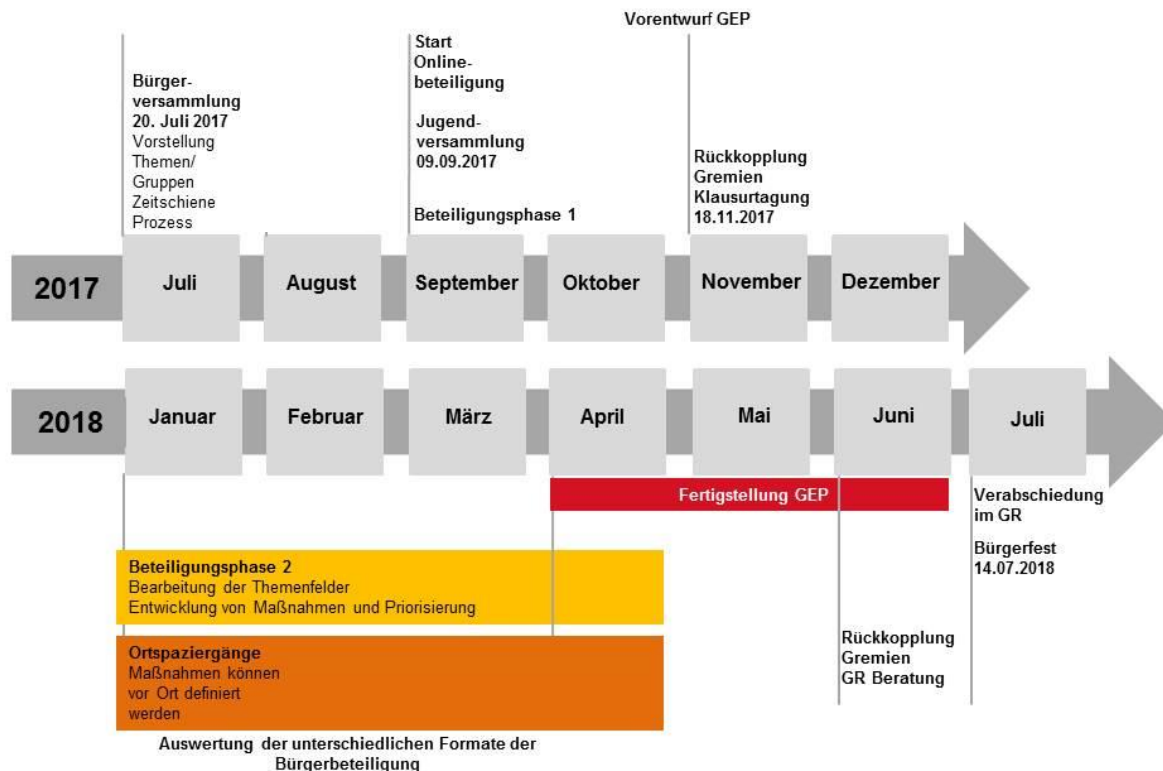 Vorentwurf GEP
Bürger-
versammlung
20. Juli 2017
Vorstellung
Themen/
Gruppen
Zeitschiene
Prozess
Start
Online-
beteiligung
Jugend-
versammlung
09.09.2017
Beteiligungsphase 1
Rückkopplung
Gremien
Klausurtagung
18.11.2017
2017
Juli
August
September
Oktober
November
Dezember
2018
Januar
Februar
März
April
Mai
Juni
Juli
Fertigstellung GEP
Verabschiedung
im GR
Bürgerfest
14.07.2018
Beteiligungsphase 2
Bearbeitung der Themenfelder
Entwicklung von Maßnahmen und Priorisierung
Ortspaziergänge
Maßnahmen können
vor Ort definiert
werden
Rückkopplung
Gremien
GR Beratung
Auswertung der unterschiedlichen Formate der
Bürgerbeteiligung